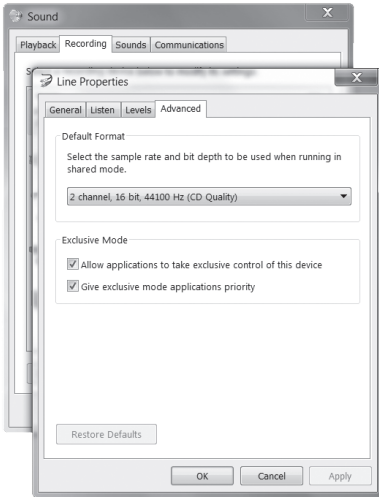 Sound
Playback Recording Sounds Communications
Line Properties
General Listen Levels Advanced
Default Format
Select the sample rate and bit depth to be used when running in
shared mode.
2 channel, 16 bit, 44100 Hz (CD Quality)
Exclusive Mode
Allow applications to take exclusive control of this device
Give exclusive mode applications priority
Restore Defaults
OK Cancel Apply